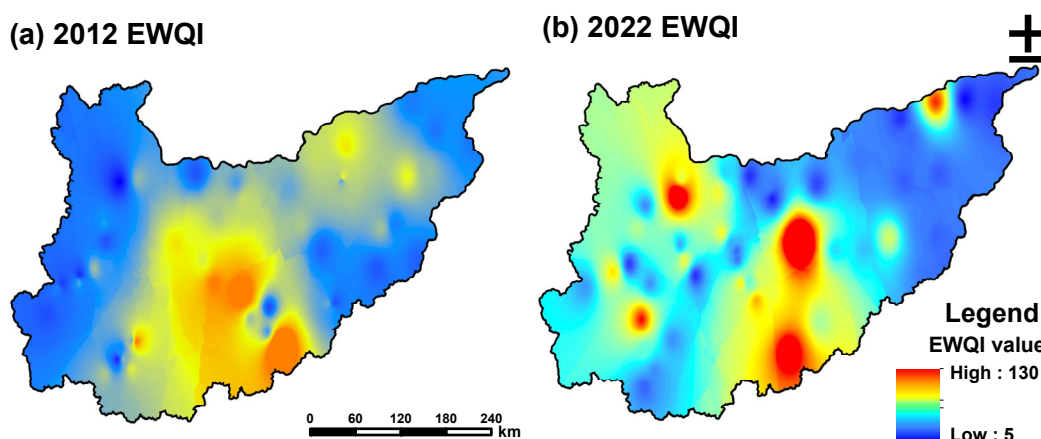 (a) 2012 EWQI
(b) 2022 EWQI
0 60 120 180 240
km
Legend
EWQI value
High : 130
Low : 5